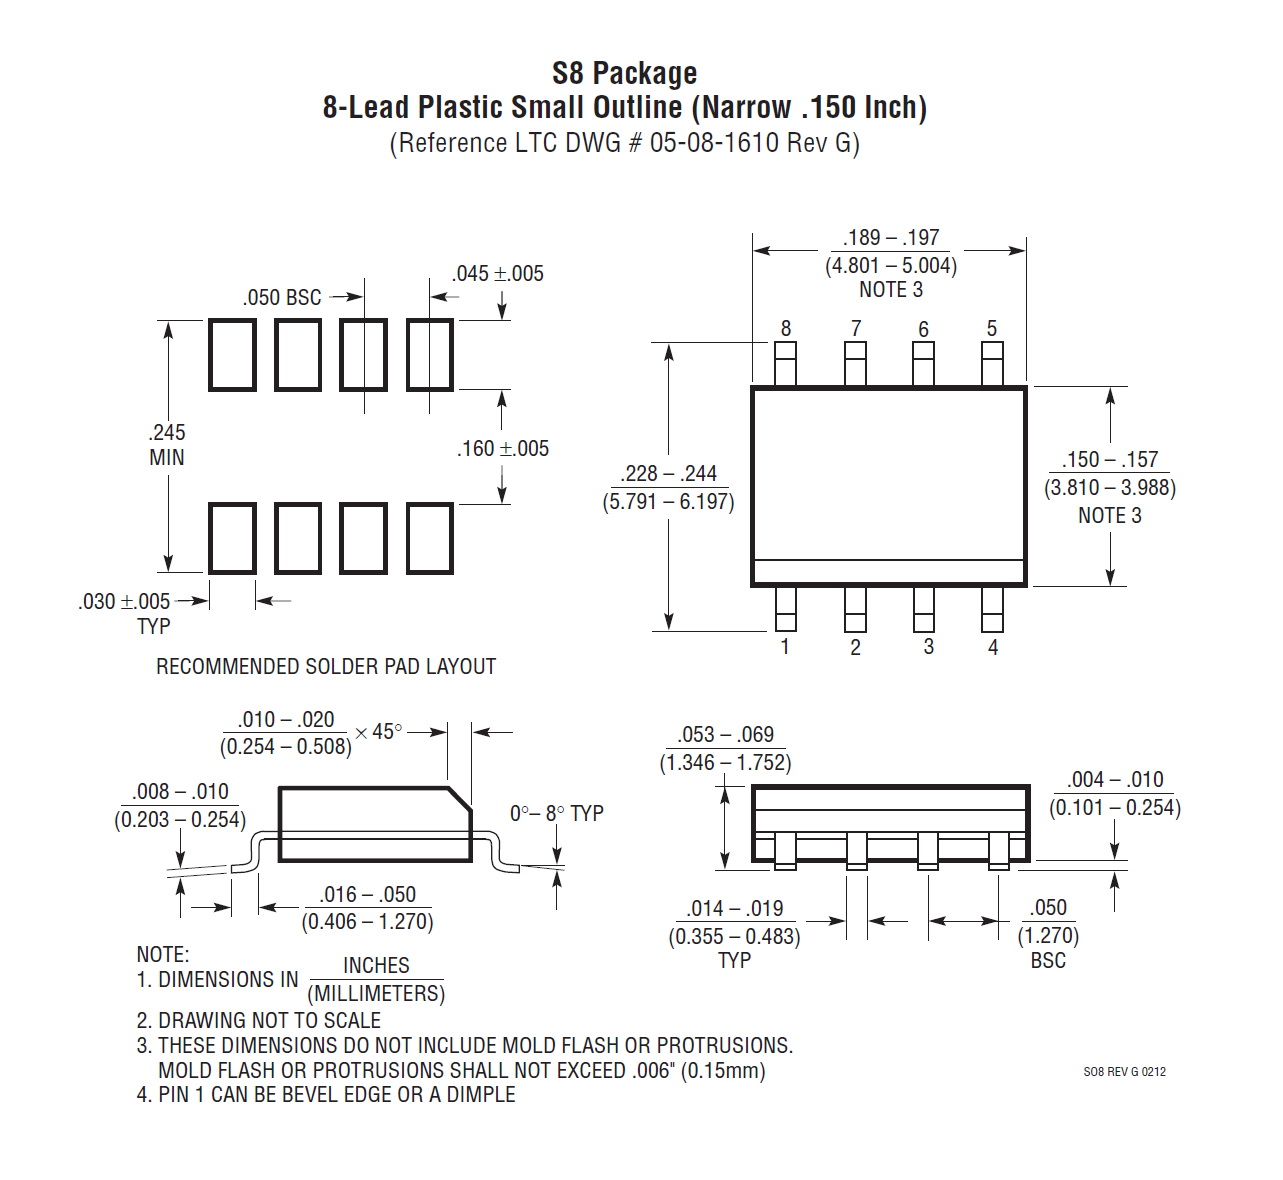 S8 Package
8-Lead Plastic Small Outline (Narrow .150 Inch)
(Reference LTC DWG # 05-08-1610 Rev G)
.050 BSC
.045 ±.005
.245
MIN
.160 ±.005
.030 ±.005
TYP
RECOMMENDED SOLDER PAD LAYOUT
.189 – .197
(4.801 – 5.004)
NOTE 3
8
7
6
5
.228 – .244
(5.791 – 6.197)
.150 – .157
(3.810 – 3.988)
NOTE 3
1
2
3
4
.010 – .020
(0.254 – 0.508)
× 45°
.008 – .010
(0.203 – 0.254)
0°– 8° TYP
.016 – .050
(0.406 – 1.270)
.053 – .069
(1.346 – 1.752)
.004 – .010
(0.101 – 0.254)
.014 – .019
(0.355 – 0.483)
TYP
.050
(1.270)
BSC
NOTE:
1. DIMENSIONS IN
INCHES
(MILLIMETERS)
2. DRAWING NOT TO SCALE
3. THESE DIMENSIONS DO NOT INCLUDE MOLD FLASH OR PROTRUSIONS.
MOLD FLASH OR PROTRUSIONS SHALL NOT EXCEED .006" (0.15mm)
4. PIN 1 CAN BE BEVEL EDGE OR A DIMPLE
SO8 REV G 0212